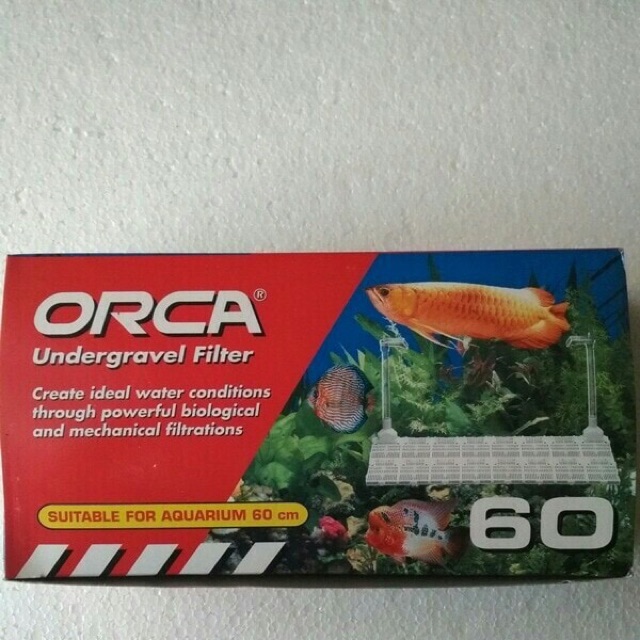 ORCA®
Undergravel Filter
Create ideal water conditions
through powerful biological
and mechanical filtrations
SUITABLE FOR AQUARIUM 60 cm
60